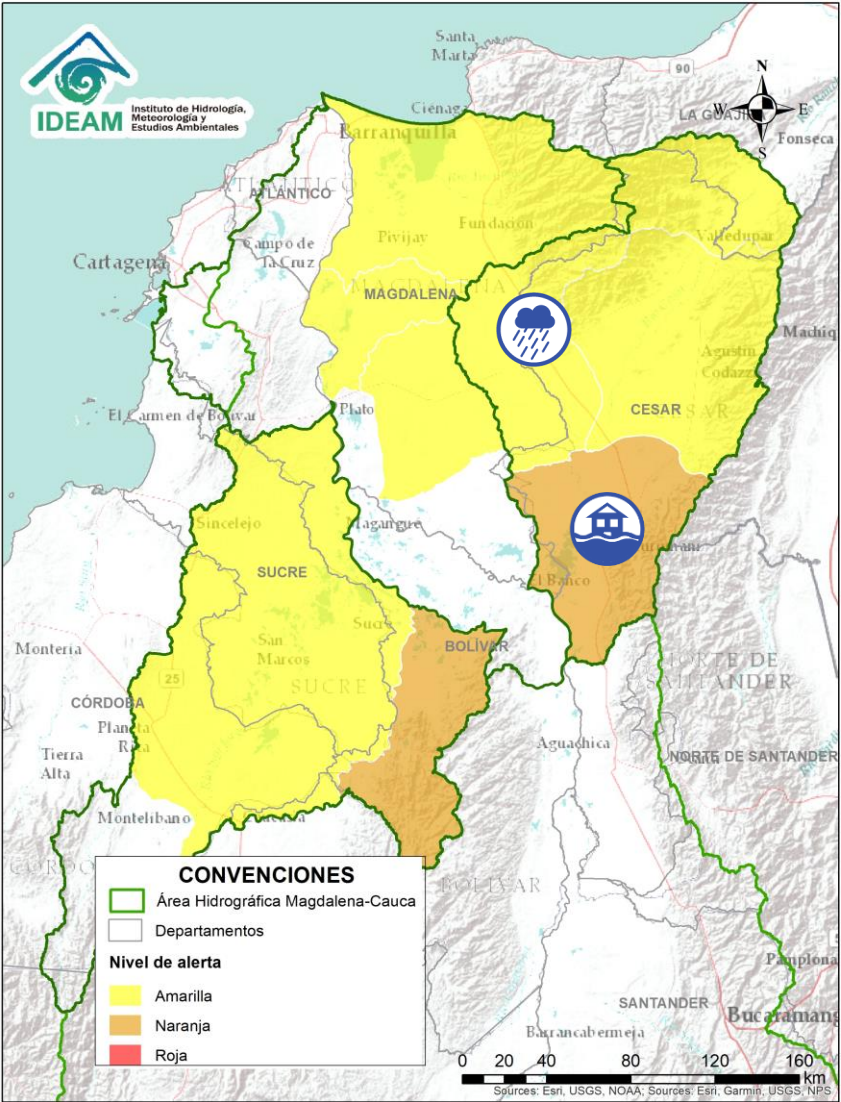 IDEAM
Instituto de Hidrología,
Meteorología y
Estudios Ambientales
Santa
Marta
90
N
W
E
S
Ciénaga
LA GUAJIRA
Fonseca
Barranquilla
ATLÁNTICO
Valledupar
Fundación
Pivijay
Campo de
la Cruz
Cartagena
MAGDALENA
MAGDALENA
Agustín
Codazzi
CESAR
Plato
El Carmen de Bolívar
Sincelejo
Magangue
El Banco
SUCRE
Sucre
BOLÍVAR
San
Marcos
SUCRE
Montería
25
CÓRDOBA
Planeta
Rica
Tierra
Alta
NORTE DE
SANTANDER
NORTE DE SANTANDER
Aguachica
Montelibano
BOLÍVAR
Pamplona
SANTANDER
Bucaramang
Barrancabermeja
CONVENCIONES
Área Hidrográfica Magdalena-Cauca
Departamentos
Nivel de alerta
Amarilla
Naranja
Roja
0 20 40 80 120 160
km
Sources: Esri, USGS, NOAA; Sources: Esri, Garmin, USGS, NPS